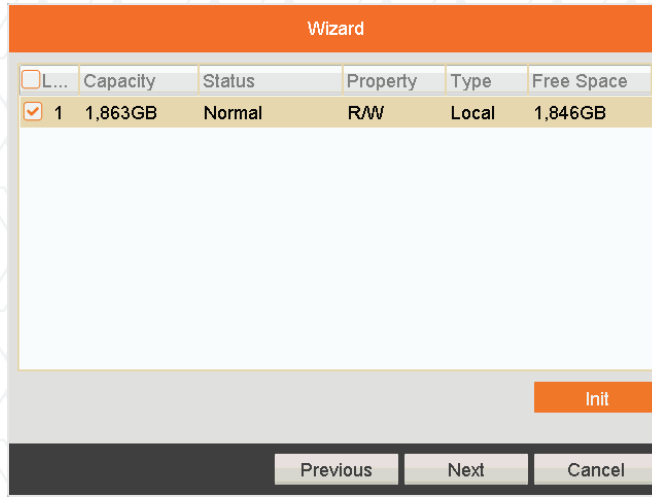 Wizard
L... Capacity Status Property Type Free Space
1 1,863GB Normal R/W Local 1,846GB
Init
Previous Next Cancel